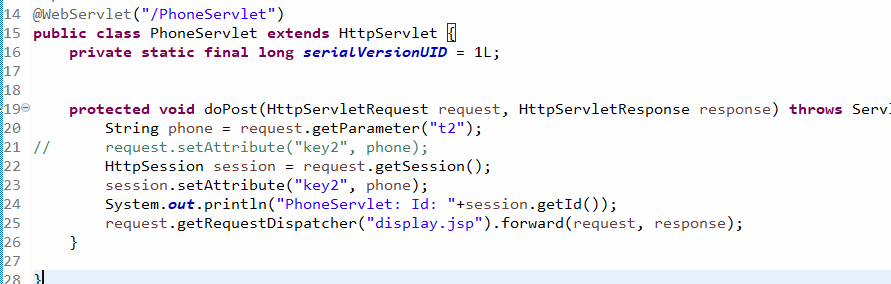 14 @WebServlet("/PhoneServlet")
15 public class PhoneServlet extends HttpServlet {
16     private static final long serialVersionUID = 1L;
17
18
19     protected void doPost(HttpServletRequest request, HttpServletResponse response) throws Serv
20         String phone = request.getParameter("t2");
21 //      request.setAttribute("key2", phone);
22         HttpSession session = request.getSession();
23         session.setAttribute("key2", phone);
24         System.out.println("PhoneServlet: Id: "+session.getId());
25         request.getRequestDispatcher("display.jsp").forward(request, response);
26     }
27
28 }